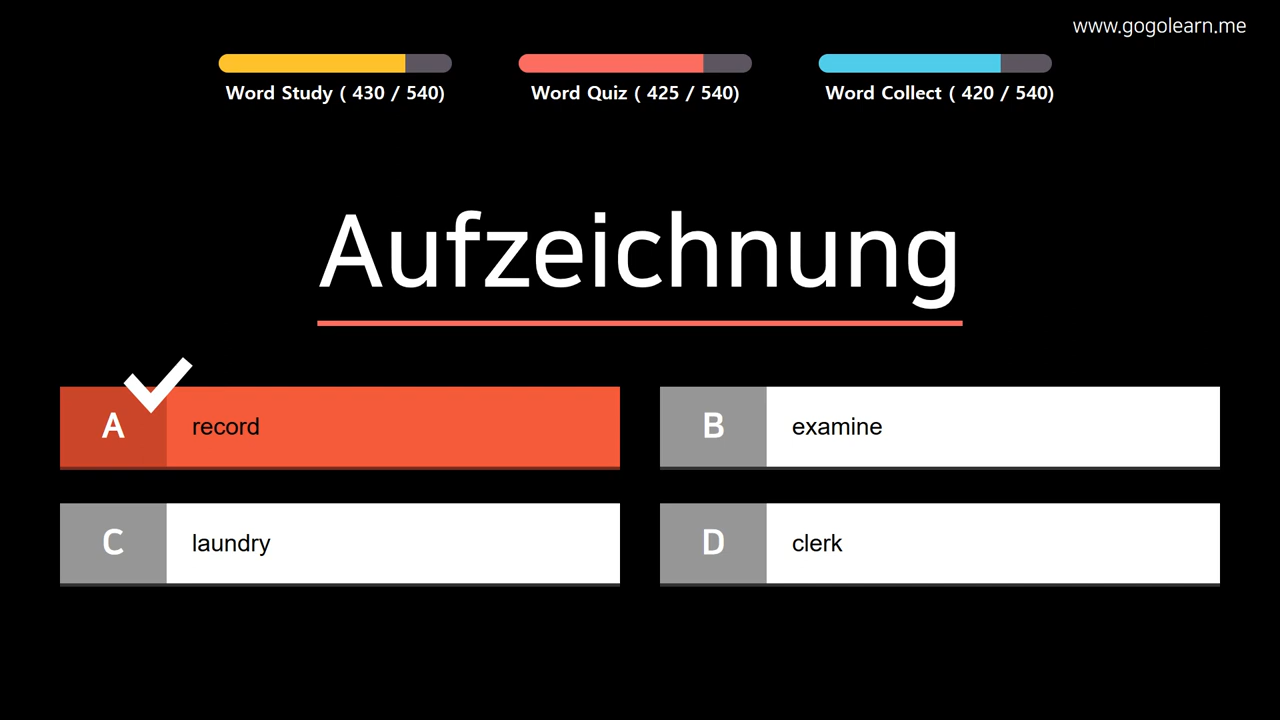 www.gogolearn.me
Word Study ( 430 / 540)
Word Quiz ( 425 / 540)
Word Collect ( 420 / 540)
Aufzeichnung
A record
B examine
C laundry
D clerk